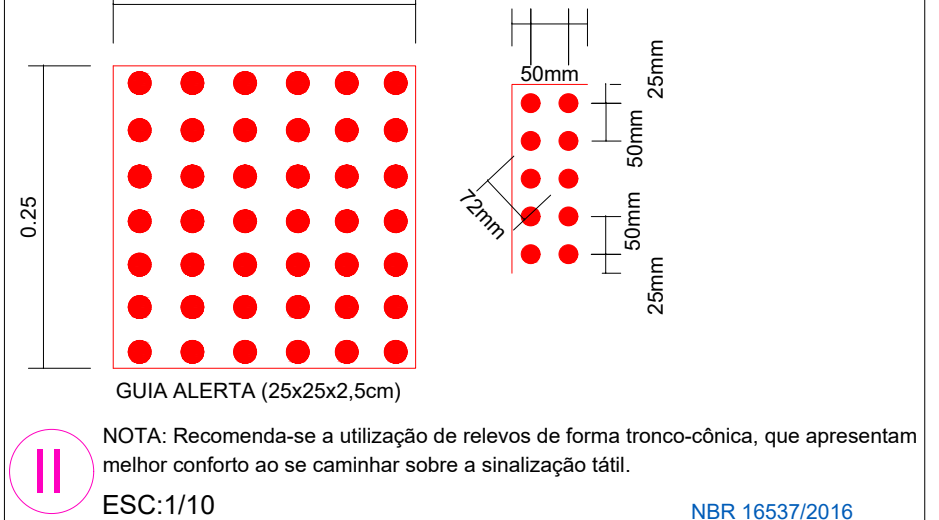 50mm
25mm
50mm
0.25
72mm
50mm
25mm
GUIA ALERTA (25x25x2,5cm)
NOTA: Recomenda-se a utilização de relevos de forma tronco-cônica, que apresentam
melhor conforto ao se caminhar sobre a sinalização tátil.
II
ESC:1/10
NBR 16537/2016